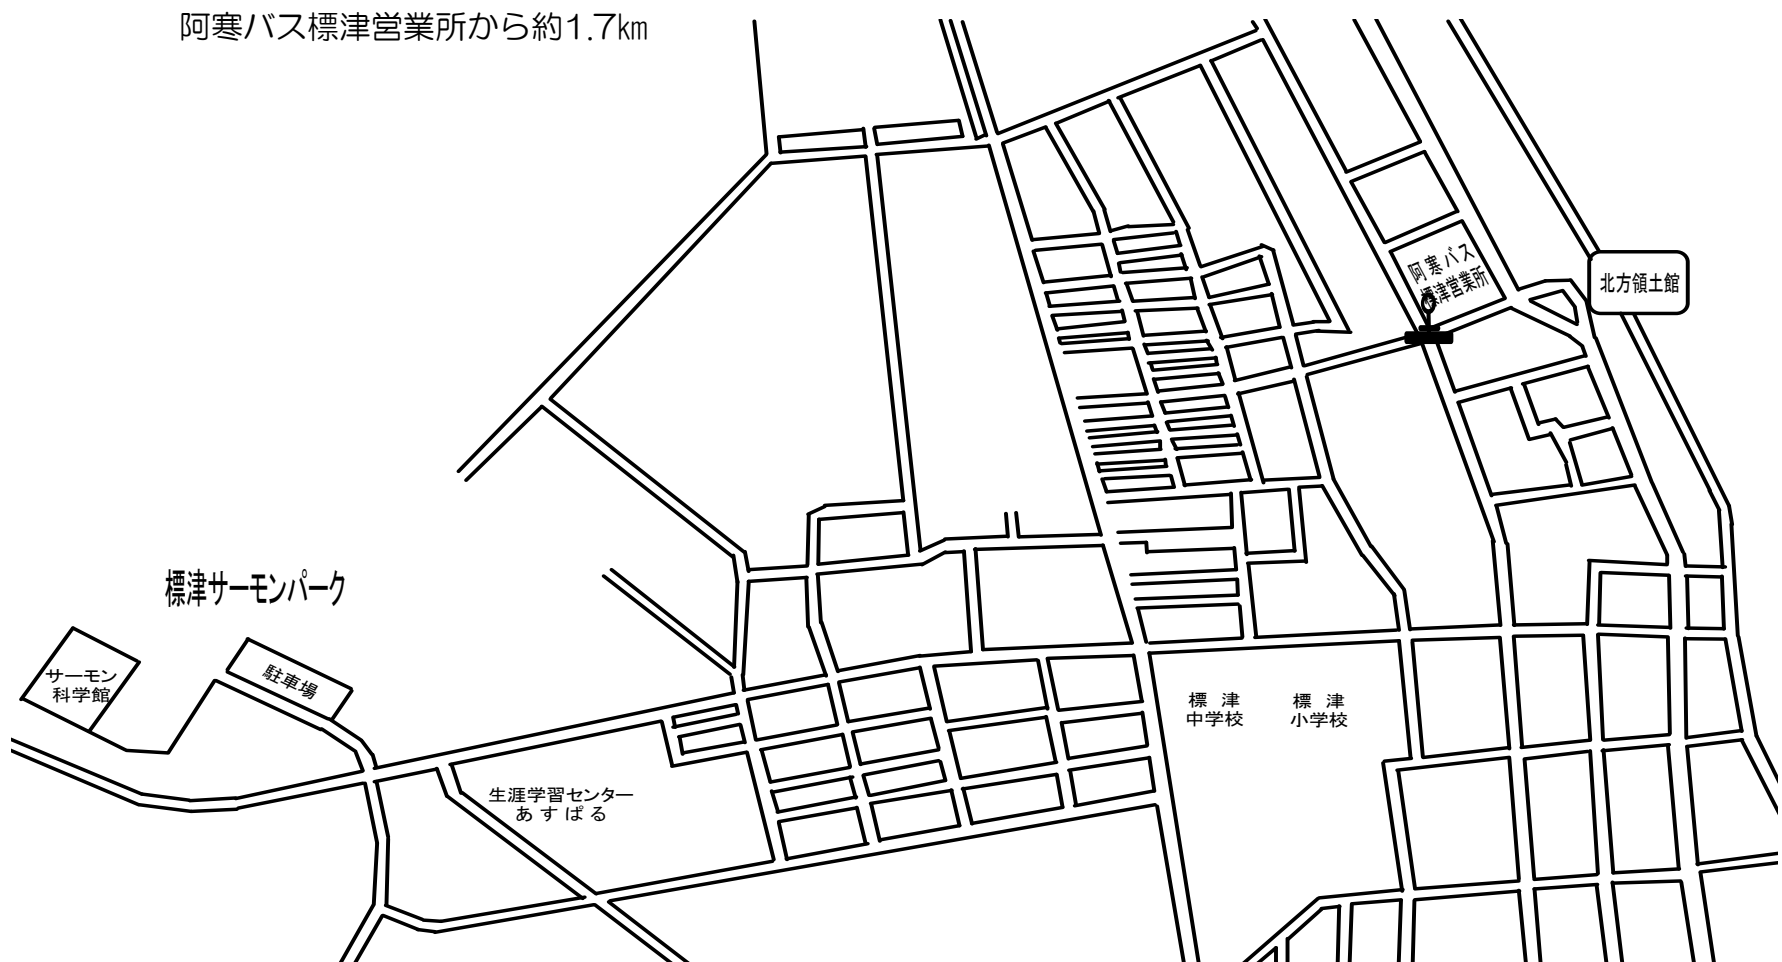 阿寒バス標津営業所から約1.7㎞
阿寒バス
標津営業所
北方領土館
標津サーモンパーク
サーモン
科学館
駐車場
標津
中学校
標津
小学校
生涯学習センター
あすぱる